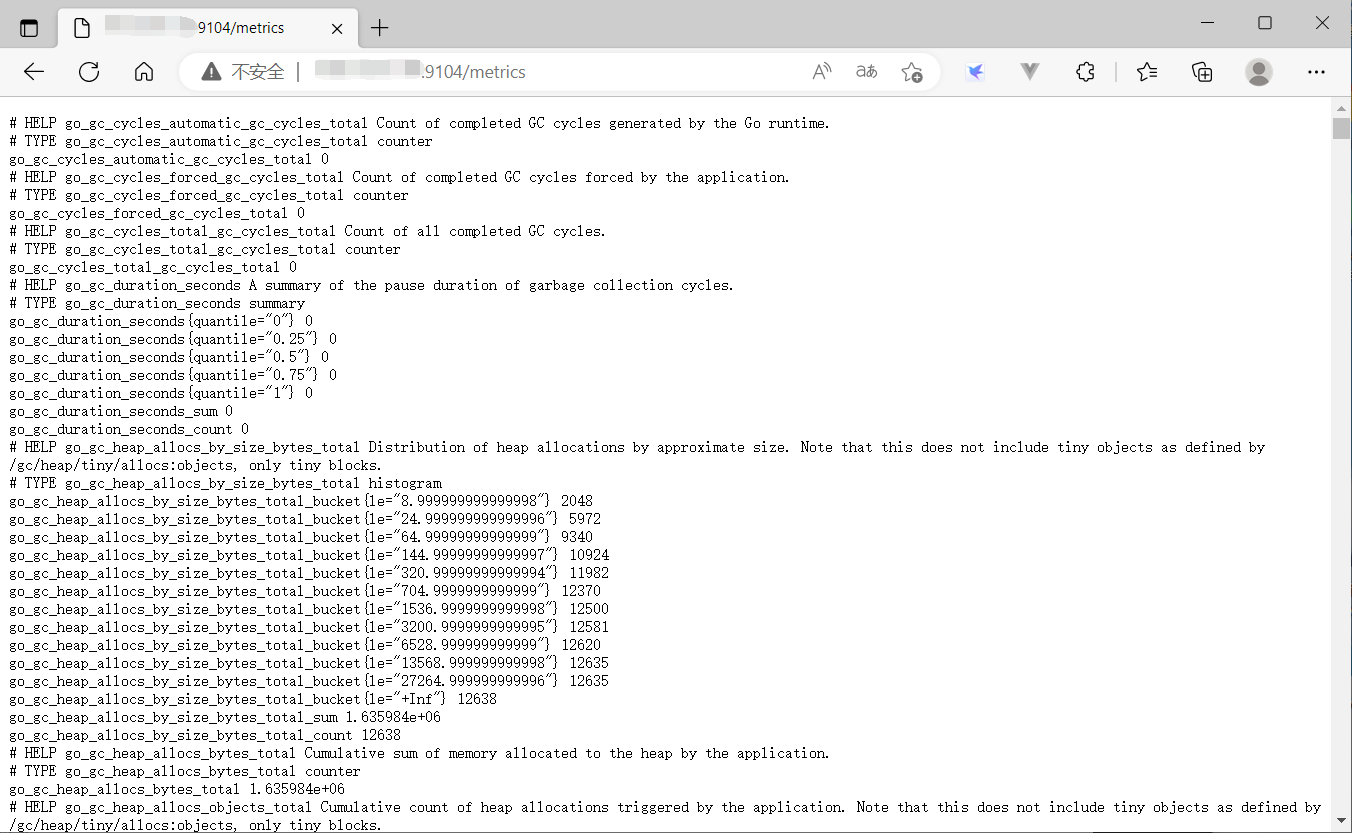 9104/metrics
不安全 | .9104/metrics
# HELP go_gc_cycles_automatic_gc_cycles_total Count of completed GC cycles generated by the Go runtime.
# TYPE go_gc_cycles_automatic_gc_cycles_total counter
go_gc_cycles_automatic_gc_cycles_total 0
# HELP go_gc_cycles_forced_gc_cycles_total Count of completed GC cycles forced by the application.
# TYPE go_gc_cycles_forced_gc_cycles_total counter
go_gc_cycles_forced_gc_cycles_total 0
# HELP go_gc_cycles_total_gc_cycles_total Count of all completed GC cycles.
# TYPE go_gc_cycles_total_gc_cycles_total counter
go_gc_cycles_total_gc_cycles_total 0
# HELP go_gc_duration_seconds A summary of the pause duration of garbage collection cycles.
# TYPE go_gc_duration_seconds summary
go_gc_duration_seconds{quantile="0"} 0
go_gc_duration_seconds{quantile="0.25"} 0
go_gc_duration_seconds{quantile="0.5"} 0
go_gc_duration_seconds{quantile="0.75"} 0
go_gc_duration_seconds{quantile="1"} 0
go_gc_duration_seconds_sum 0
go_gc_duration_seconds_count 0
# HELP go_gc_heap_allocs_by_size_bytes_total Distribution of heap allocations by approximate size. Note that this does not include tiny objects as defined by
/gc/heap/tiny/allocs:objects, only tiny blocks.
# TYPE go_gc_heap_allocs_by_size_bytes_total histogram
go_gc_heap_allocs_by_size_bytes_total_bucket{le="8.999999999999998"} 2048
go_gc_heap_allocs_by_size_bytes_total_bucket{le="24.999999999999996"} 5972
go_gc_heap_allocs_by_size_bytes_total_bucket{le="64.99999999999999"} 9340
go_gc_heap_allocs_by_size_bytes_total_bucket{le="144.99999999999997"} 10924
go_gc_heap_allocs_by_size_bytes_total_bucket{le="320.99999999999994"} 11982
go_gc_heap_allocs_by_size_bytes_total_bucket{le="704.9999999999999"} 12370
go_gc_heap_allocs_by_size_bytes_total_bucket{le="1536.9999999999998"} 12500
go_gc_heap_allocs_by_size_bytes_total_bucket{le="3200.9999999999995"} 12581
go_gc_heap_allocs_by_size_bytes_total_bucket{le="6528.999999999999"} 12620
go_gc_heap_allocs_by_size_bytes_total_bucket{le="13568.999999999998"} 12635
go_gc_heap_allocs_by_size_bytes_total_bucket{le="27264.999999999996"} 12635
go_gc_heap_allocs_by_size_bytes_total_bucket{le="+Inf"} 12638
go_gc_heap_allocs_by_size_bytes_total_sum 1.635984e+06
go_gc_heap_allocs_by_size_bytes_total_count 12638
# HELP go_gc_heap_allocs_bytes_total Cumulative sum of memory allocated to the heap by the application.
# TYPE go_gc_heap_allocs_bytes_total counter
go_gc_heap_allocs_bytes_total 1.635984e+06
# HELP go_gc_heap_allocs_objects_total Cumulative count of heap allocations triggered by the application. Note that this does not include tiny objects as defined by
/gc/heap/tiny/allocs:objects, only tiny blocks.